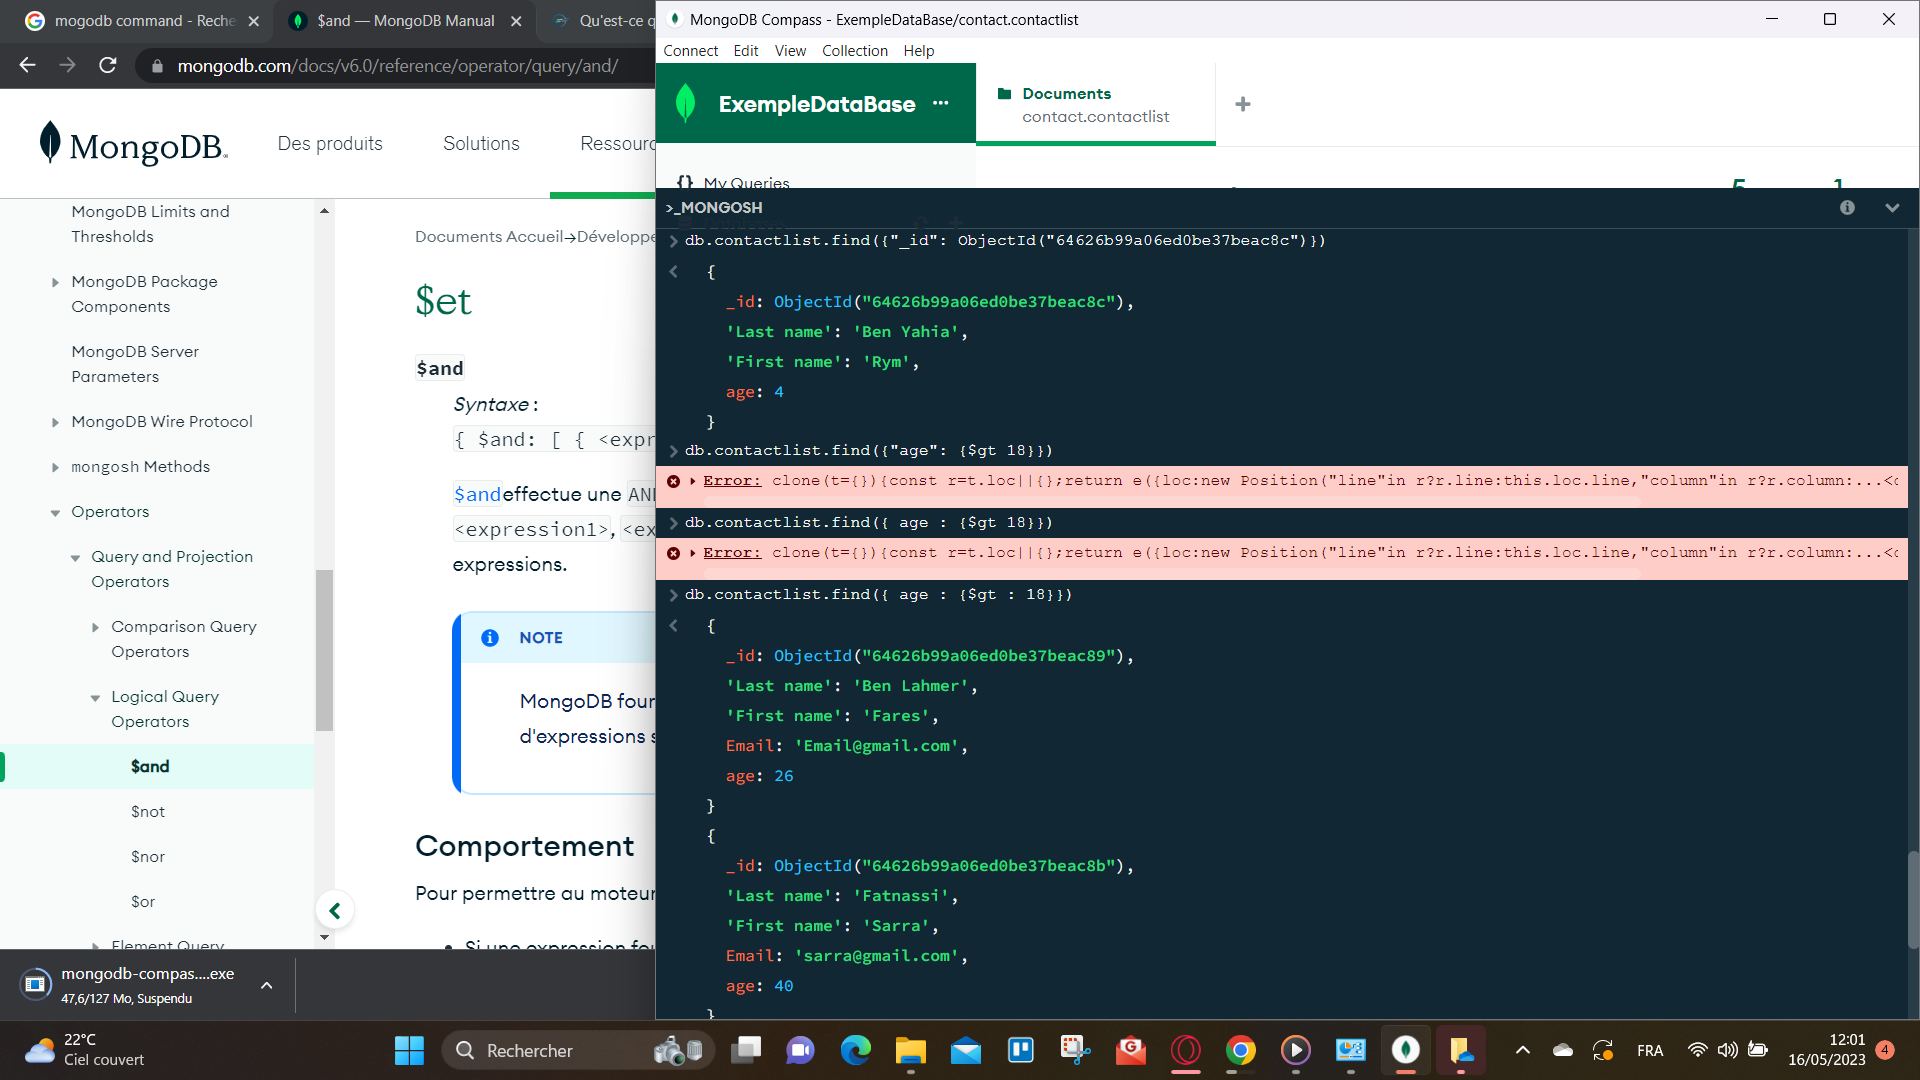 mogodb command - Reche
$and — MongoDB Manual
Qu'est-ce q
mongodb.com/docs/v6.0/reference/operator/query/and/
MongoDB.
Des produits
Solutions
Ressourc
MongoDB Limits and
Thresholds
MongoDB Package
Components
MongoDB Server
Parameters
MongoDB Wire Protocol
mongosh Methods
Operators
Query and Projection
Operators
Comparison Query
Operators
Logical Query
Operators
$and
$not
$nor
$or
Element Query
Documents Accueil→Développe
$et
$and
Syntaxe :
{ $and: [ { <expr
$and effectue une AND
<expression1>, <ex
expressions.
NOTE
MongoDB four
d'expressions s
Comportement
Pour permettre au moteur
Si une expression fou
mongodb-compas....exe
47,6/127 Mo, Suspendu
MongoDB Compass - ExempleDataBase/contact.contactlist
Connect Edit View Collection Help
ExempleDataBase ...
Documents
contact.contactlist
{} My Queries
5 1
>_MONGOSH
db.contactlist.find({"_id": ObjectId("64626b99a06ed0be37beac8c")})
{
_id: ObjectId("64626b99a06ed0be37beac8c"),
'Last name': 'Ben Yahia',
'First name': 'Rym',
age: 4
}
db.contactlist.find({"age": {$gt 18}})
Error: clone(t={}){const r=t.loc||{};return e({loc:new Position("line"in r?r.line:this.loc.line,"column"in r?r.column:...<c
db.contactlist.find({ age : {$gt 18}})
Error: clone(t={}){const r=t.loc||{};return e({loc:new Position("line"in r?r.line:this.loc.line,"column"in r?r.column:...<c
db.contactlist.find({ age : {$gt : 18}})
{
_id: ObjectId("64626b99a06ed0be37beac89"),
'Last name': 'Ben Lahmer',
'First name': 'Fares',
Email: 'Email@gmail.com',
age: 26
}
{
_id: ObjectId("64626b99a06ed0be37beac8b"),
'Last name': 'Fatnassi',
'First name': 'Sarra',
Email: 'sarra@gmail.com',
age: 40
}
22°C
Ciel couvert
Rechercher
FRA
12:01
16/05/2023
4